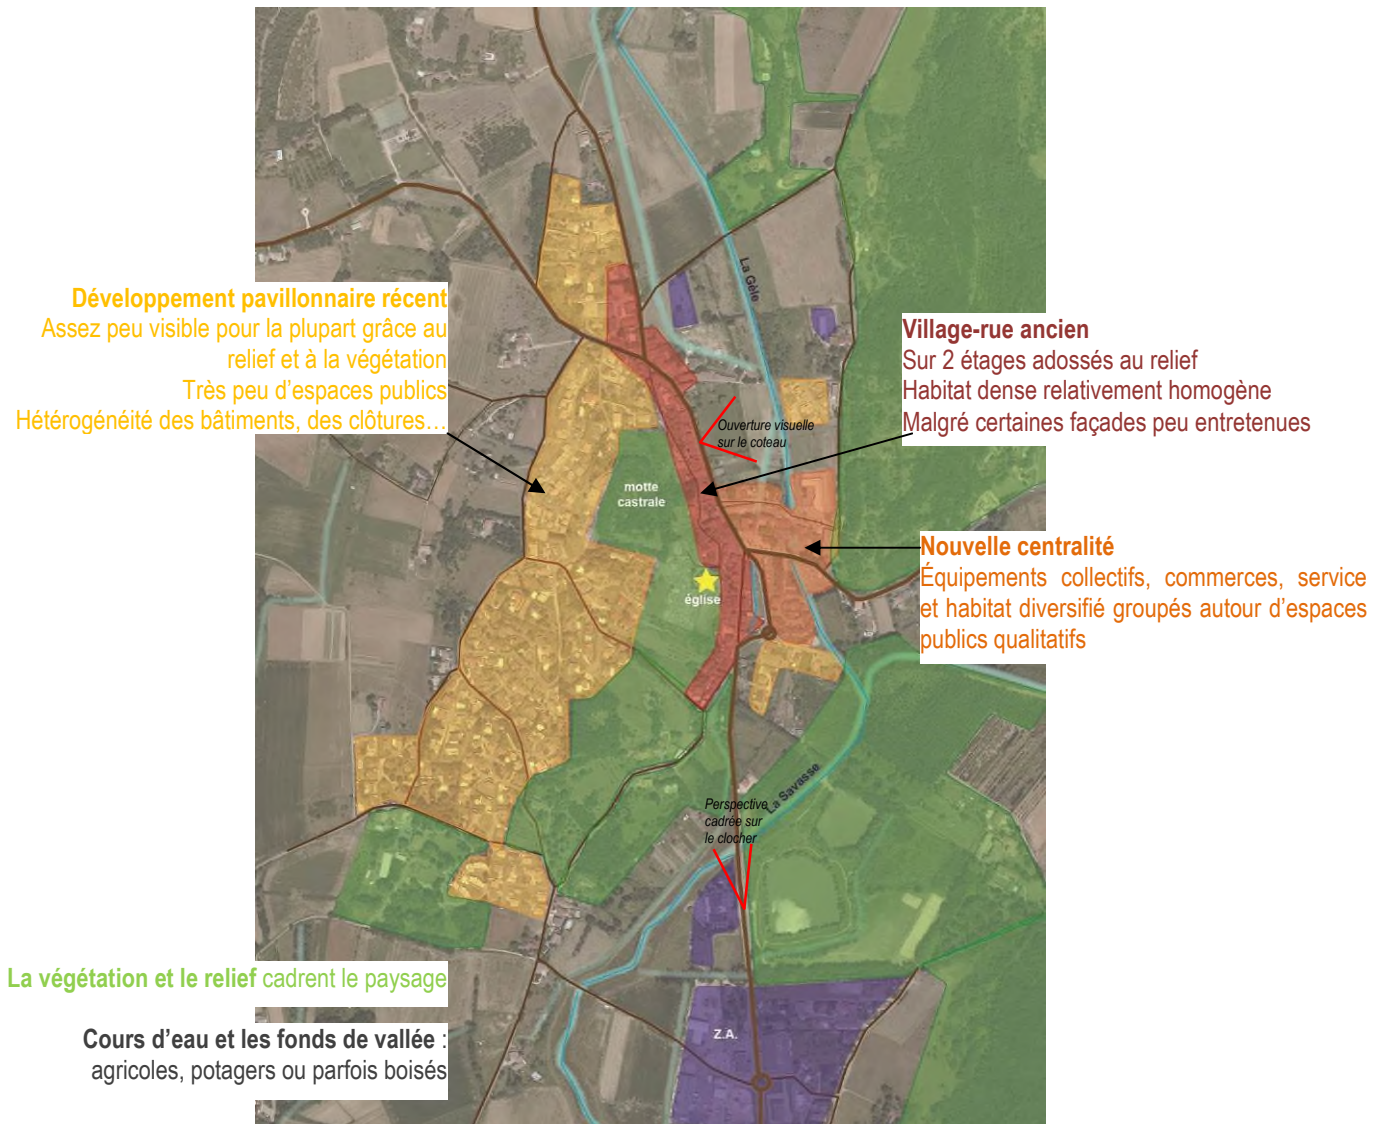 La Gèle
Développement pavillonnaire récent
Assez peu visible pour la plupart grâce au
relief et à la végétation
Très peu d'espaces publics
Hétérogénéité des bâtiments, des clôtures…
Village-rue ancien
Sur 2 étages adossés au relief
Habitat dense relativement homogène
Malgré certaines façades peu entretenues
Ouverture visuelle
sur le coteau
motte
castrale
Nouvelle centralité
Équipements collectifs, commerces, service
et habitat diversifié groupés autour d'espaces
publics qualitatifs
église
La Savasse
Perspective
cadrée sur
le clocher
La végétation et le relief cadrent le paysage
Cours d'eau et les fonds de vallée :
agricoles, potagers ou parfois boisés
Z.A.